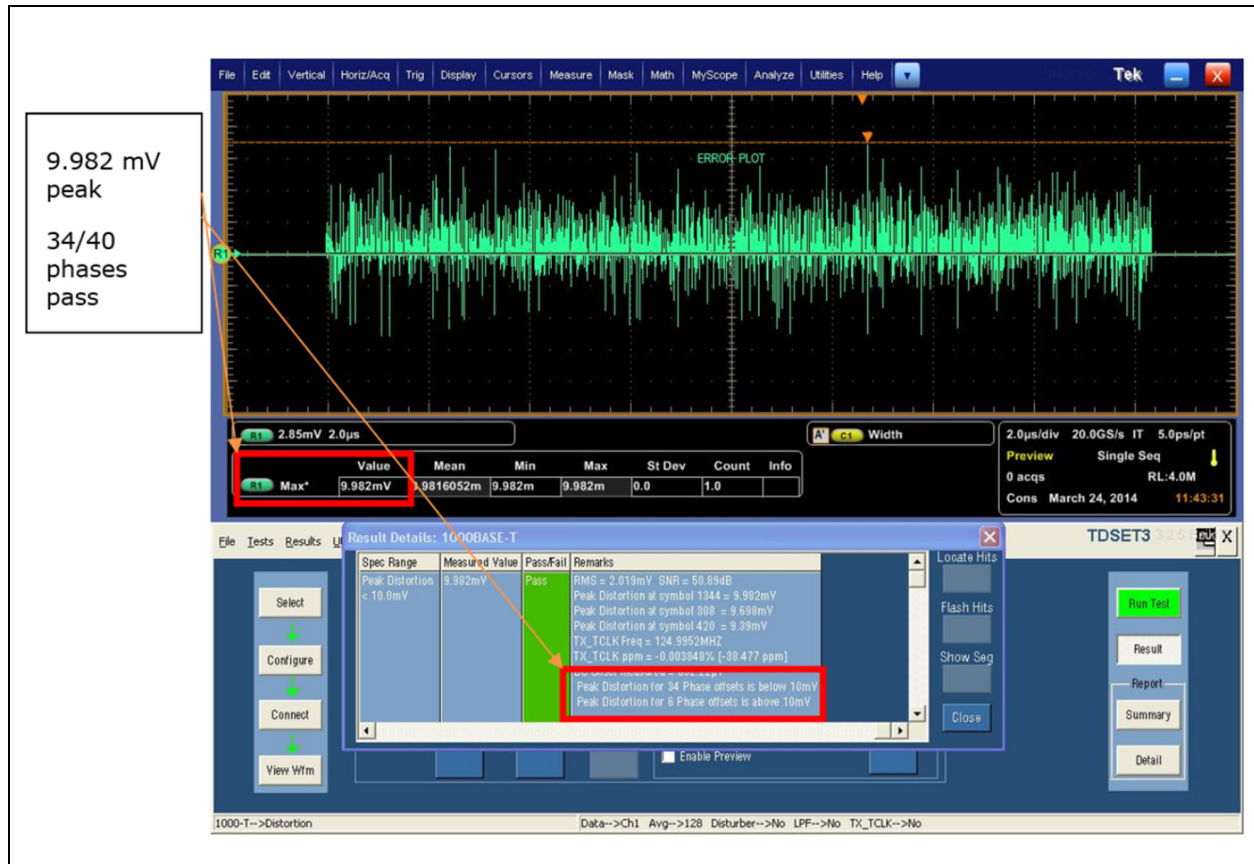 File Edit Vertical Horiz/Acq Trig Display Cursors Measure Mask Math MyScope Analyze Utilities Help Tek X
9.982 mV
peak
34/40
phases
pass
ERROR PLOT
R1
R1 2.85mV 2.0µs
A' C1 Width
2.0µs/div 20.0GS/s IT 5.0ps/pt
Preview Single Seq
0 acqs RL:4.0M
Cons March 24, 2014 11:43:31
Value Mean Min Max St Dev Count Info
R1 Max* 9.982mV 9.9816052m 9.982m 9.982m 0.0 1.0
File Tests Results
TDSET3
X
Result Details: 1000BASE-T
Spec Range Measured Value Pass/Fail Remarks
Peak Distortion 9.982mV Pass RMS = 2.019mV SNR = 50.89dB
< 10.0mV Peak Distortion at symbol 1344 = 9.982mV
Peak Distortion at symbol 308 = 9.698mV
Peak Distortion at symbol 420 = 9.39mV
TX_TCLK Freq = 124.9952MHZ
TX_TCLK ppm = -0.003848% [-38.477 ppm]
Peak Distortion for 34 Phase offsets is below 10mV
Peak Distortion for 6 Phase offsets is above 10mV
Locate Hits
Flash Hits
Show Seg
Close
Select
Configure
Connect
View Wfm
Enable Preview
Run Test
Result
Report
Summary
Detail
1000-T-->Distortion Data-->Ch1 Avg-->128 Disturber-->No LPF-->No TX_TCLK-->No